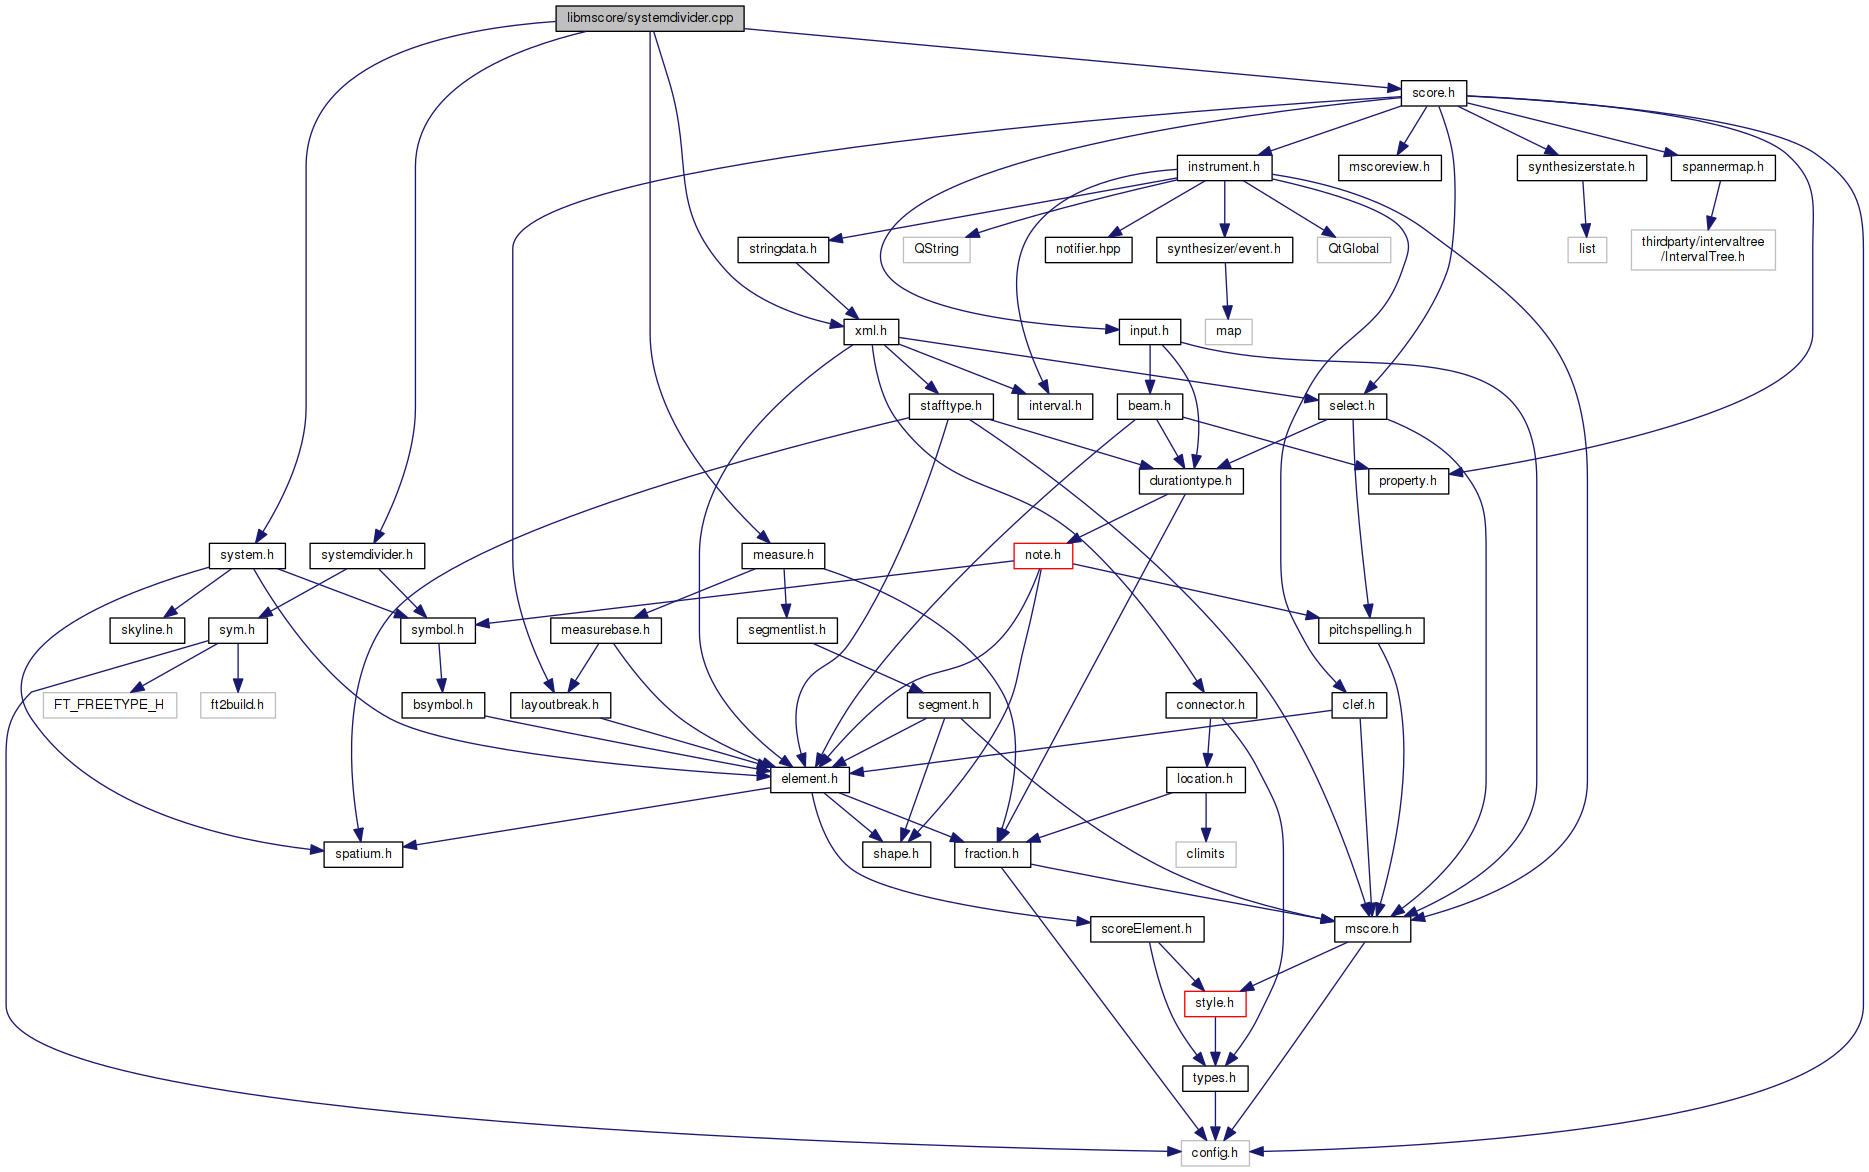 libmscore/systemdivider.cpp
score.h
instrument.h
mscoreview.h
synthesizerstate.h
spannermap.h
stringdata.h
QString
notifier.hpp
synthesizer/event.h
QtGlobal
list
thirdparty/intervaltree
/IntervalTree.h
xml.h
input.h
map
stafftype.h
interval.h
beam.h
select.h
durationtype.h
property.h
system.h
systemdivider.h
measure.h
note.h
skyline.h
sym.h
symbol.h
measurebase.h
segmentlist.h
pitchspelling.h
FT_FREETYPE_H
ft2build.h
bsymbol.h
layoutbreak.h
segment.h
connector.h
clef.h
element.h
location.h
spatium.h
shape.h
fraction.h
climits
scoreElement.h
mscore.h
style.h
types.h
config.h